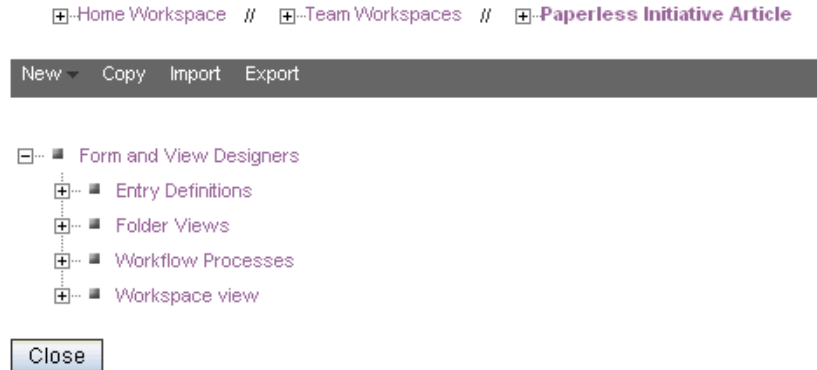 Home Workspace // Team Workspaces // Paperless Initiative Article
New Copy Import Export
Form and View Designers
Entry Definitions
Folder Views
Workflow Processes
Workspace view
Close